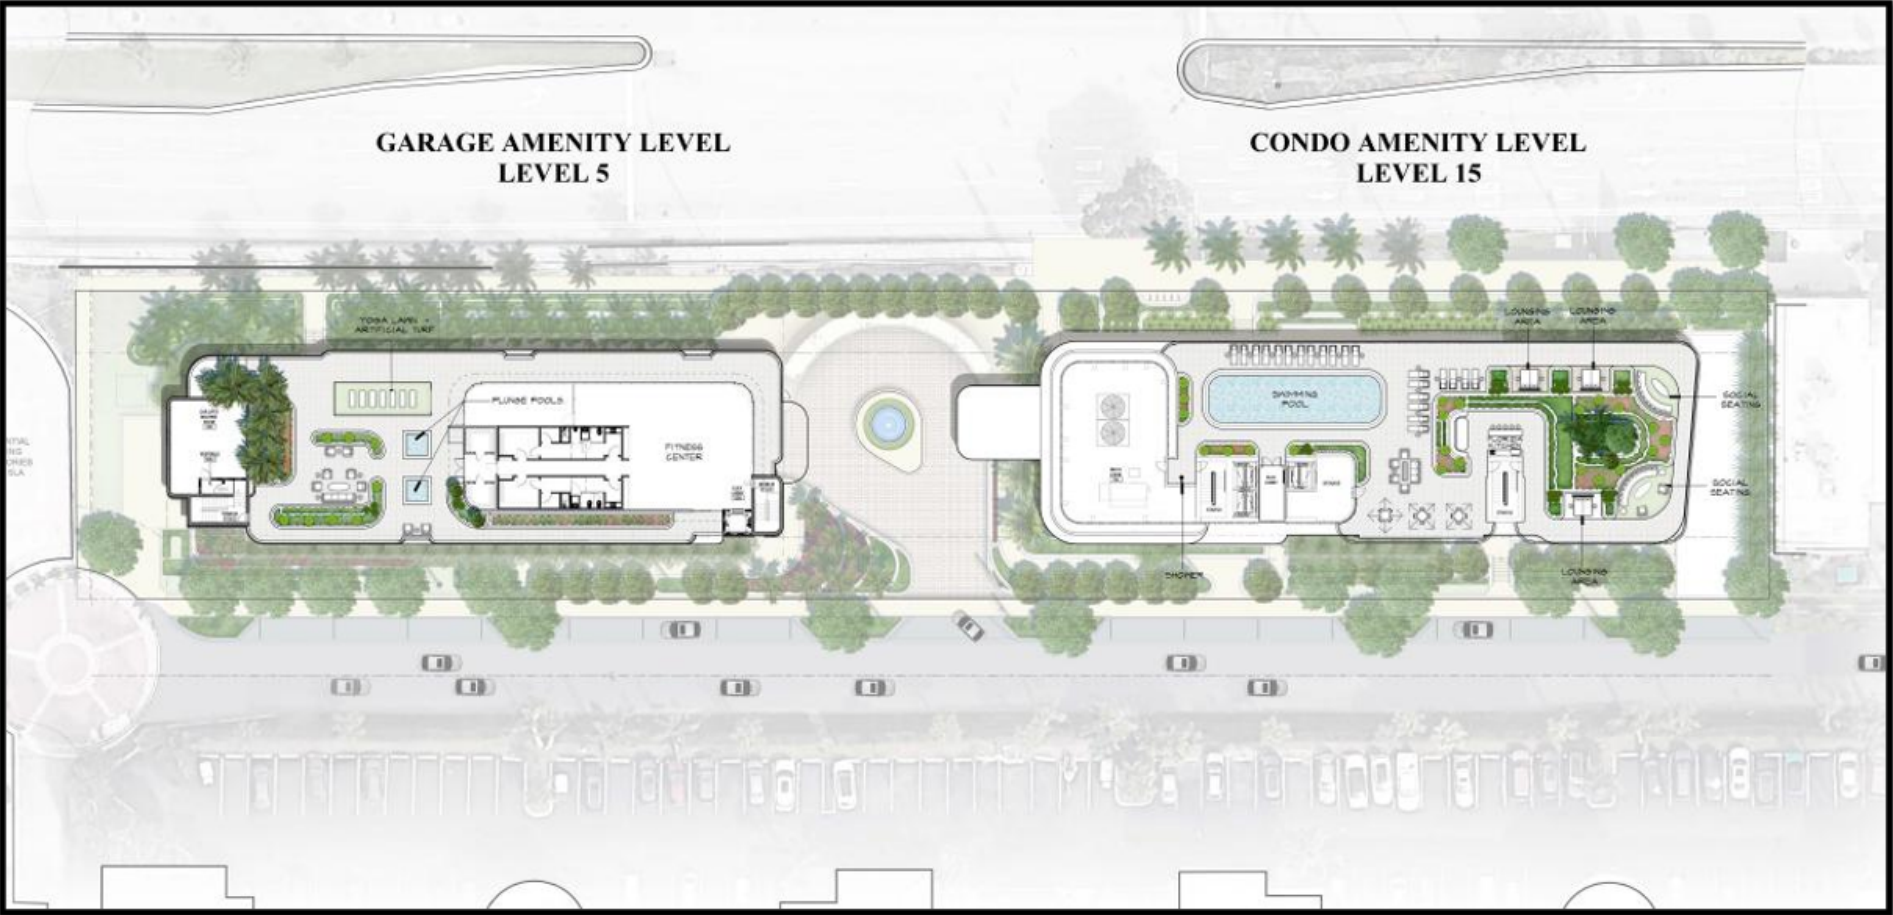 GARAGE AMENITY LEVEL
LEVEL 5
CONDO AMENITY LEVEL
LEVEL 15
YOGA LAWN -
ARTIFICIAL TURF
PLUNGE POOLS
FITNESS
CENTER
SWIMMING
POOL
LOUNGING
AREA
LOUNGING
AREA
SOCIAL
SEATING
SOCIAL
SEATING
SHOWER
LOUNGING
AREA